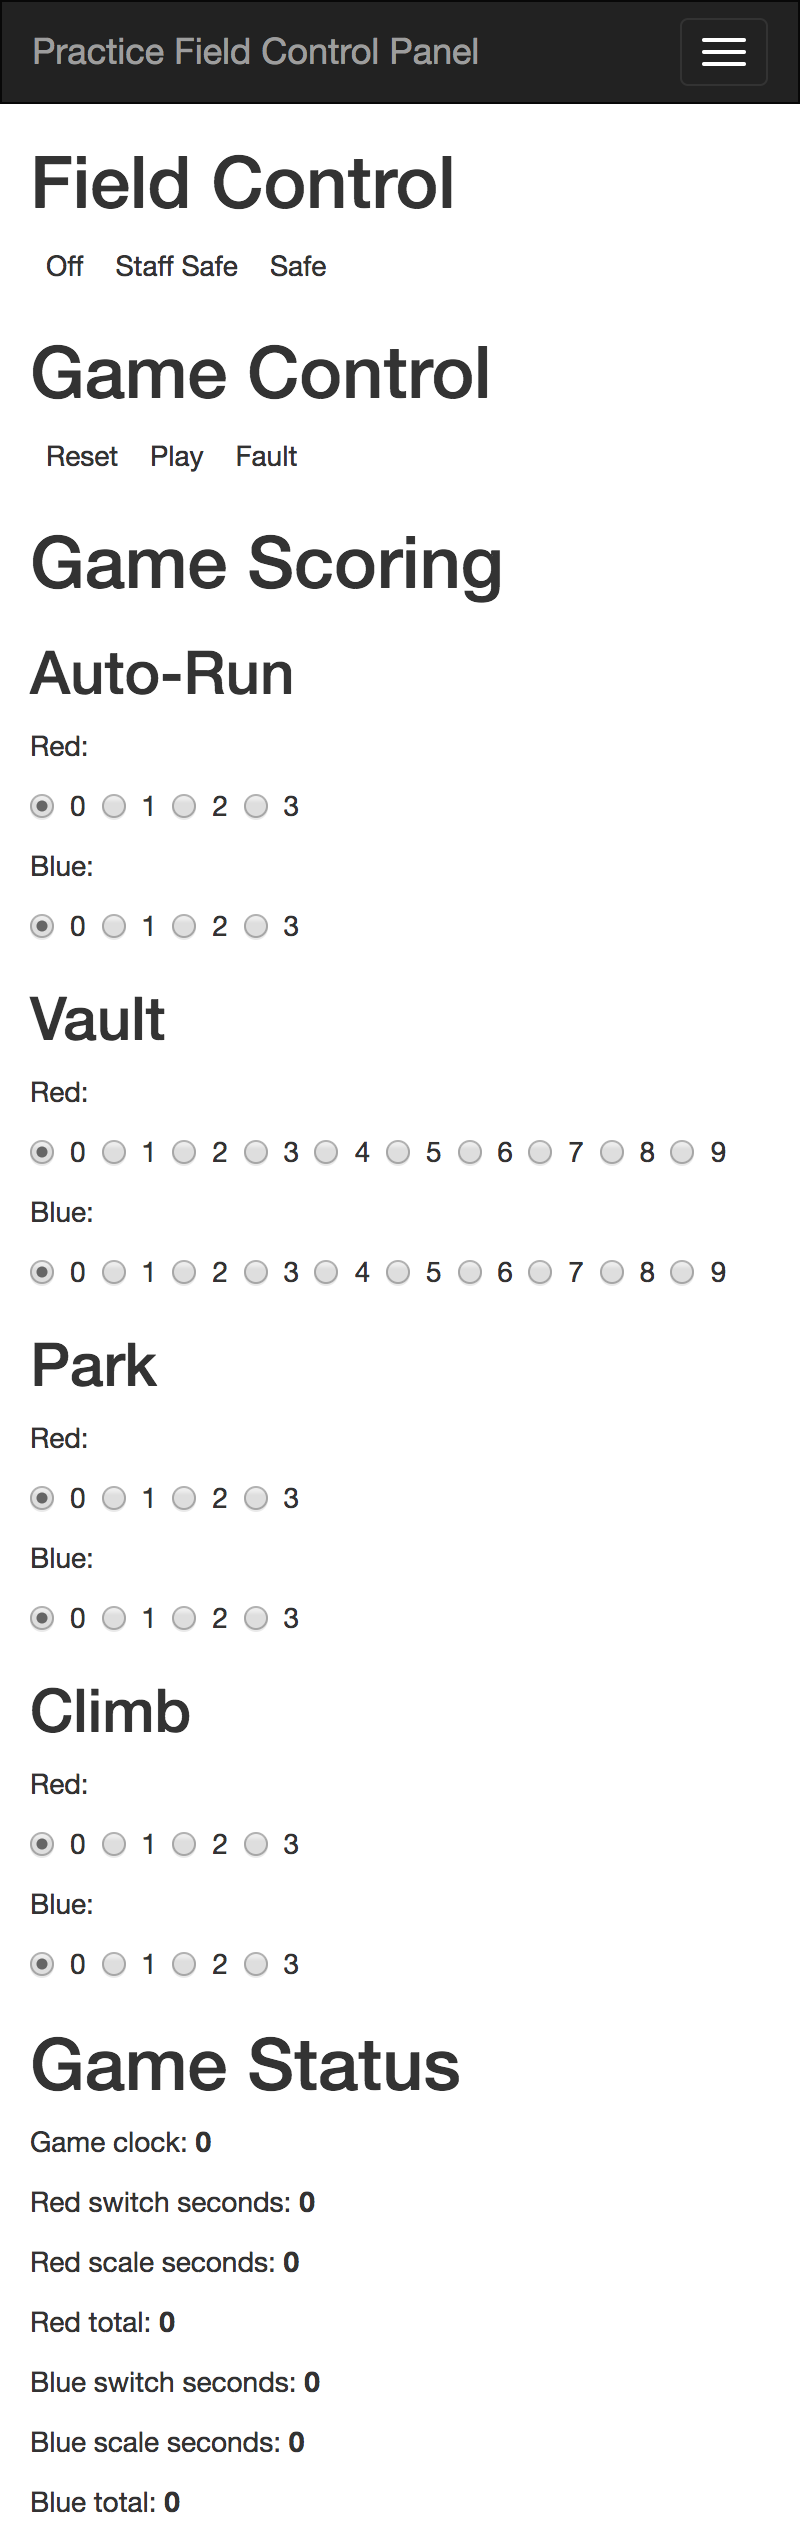 Practice Field Control Panel
Field Control
Off Staff Safe Safe
Game Control
Reset Play Fault
Game Scoring
Auto-Run
Red:
0 1 2 3
Blue:
0 1 2 3
Vault
Red:
0 1 2 3 4 5 6 7 8 9
Blue:
0 1 2 3 4 5 6 7 8 9
Park
Red:
0 1 2 3
Blue:
0 1 2 3
Climb
Red:
0 1 2 3
Blue:
0 1 2 3
Game Status
Game clock: 0
Red switch seconds: 0
Red scale seconds: 0
Red total: 0
Blue switch seconds: 0
Blue scale seconds: 0
Blue total: 0